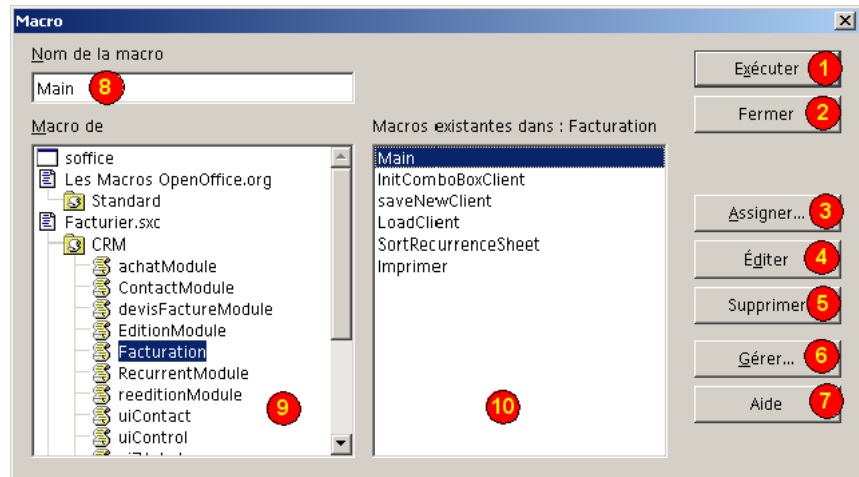 Macro
Nom de la macro
Main 8
Macro de
soffice
Les Macros OpenOffice.org
Standard
Facturier.sxc
CRM
achatModule
ContactModule
devisFactureModule
EditionModule
Facturation
RecurrentModule
reeditionModule
uiContact
uiControl
9
Macros existantes dans : Facturation
Main
InitComboBoxClient
saveNewClient
LoadClient
SortRecurrenceSheet
Imprimer
10
Exécuter 1
Fermer 2
Assigner... 3
Éditer 4
Supprimer 5
Gérer... 6
Aide 7